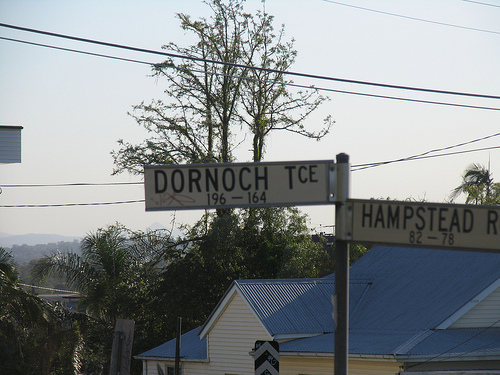 DORNOCH TCE
196 - 164
HAMPSTEAD R
82 - 78